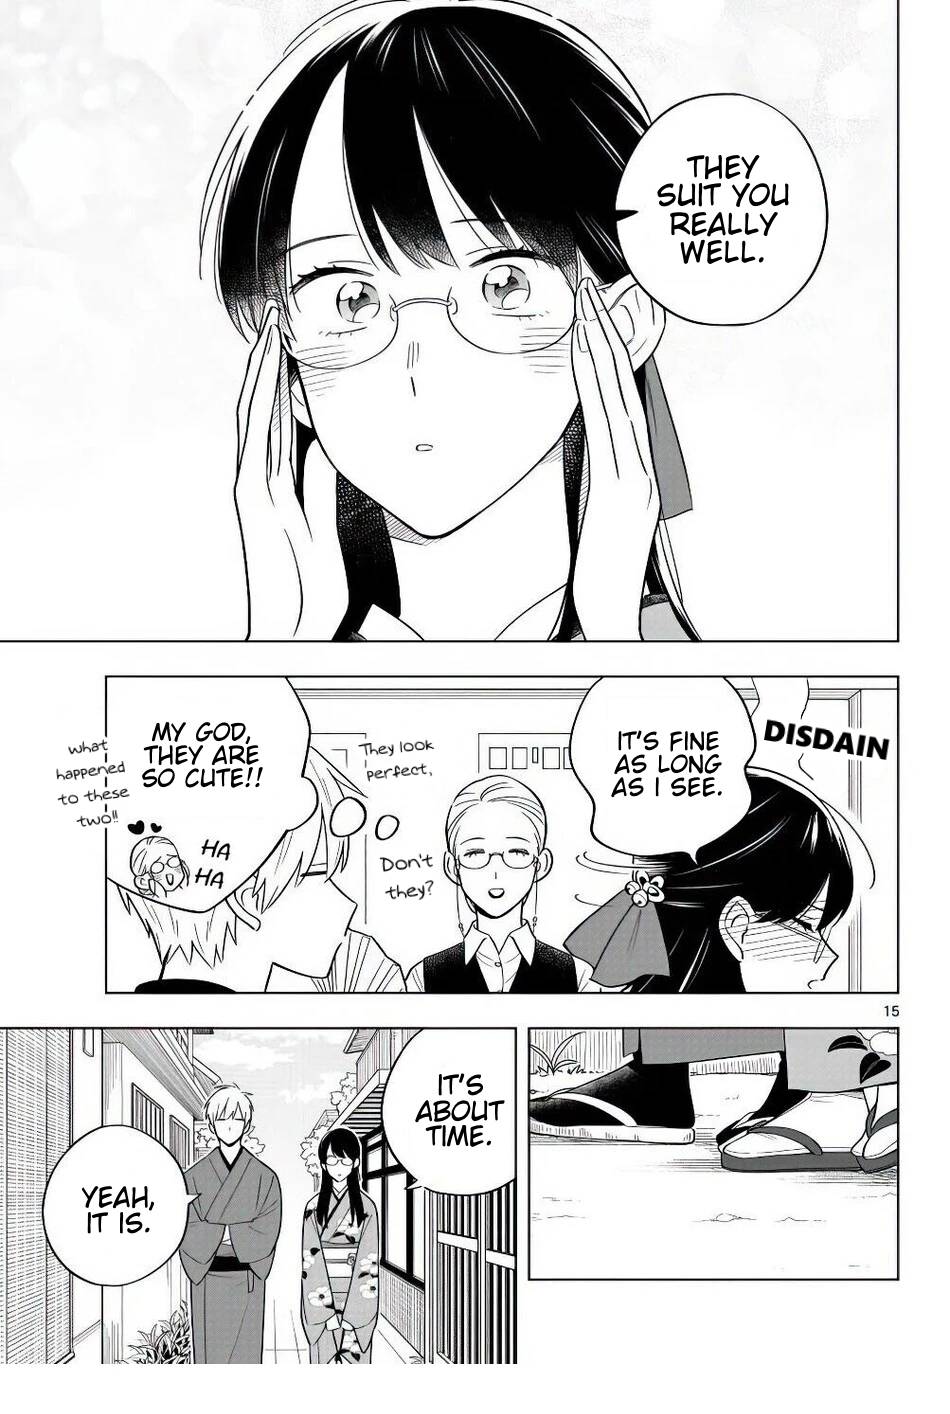 THEY
SUIT YOU
REALLY
WELL.
DISDAIN
IT'S FINE
AS LONG
AS I SEE.
They look
perfect,
Don't
they?
MY GOD,
THEY ARE
SO CUTE!!
HA
HA
what
happened
to these
two!!
15
IT'S
ABOUT
TIME.
YEAH,
IT IS.